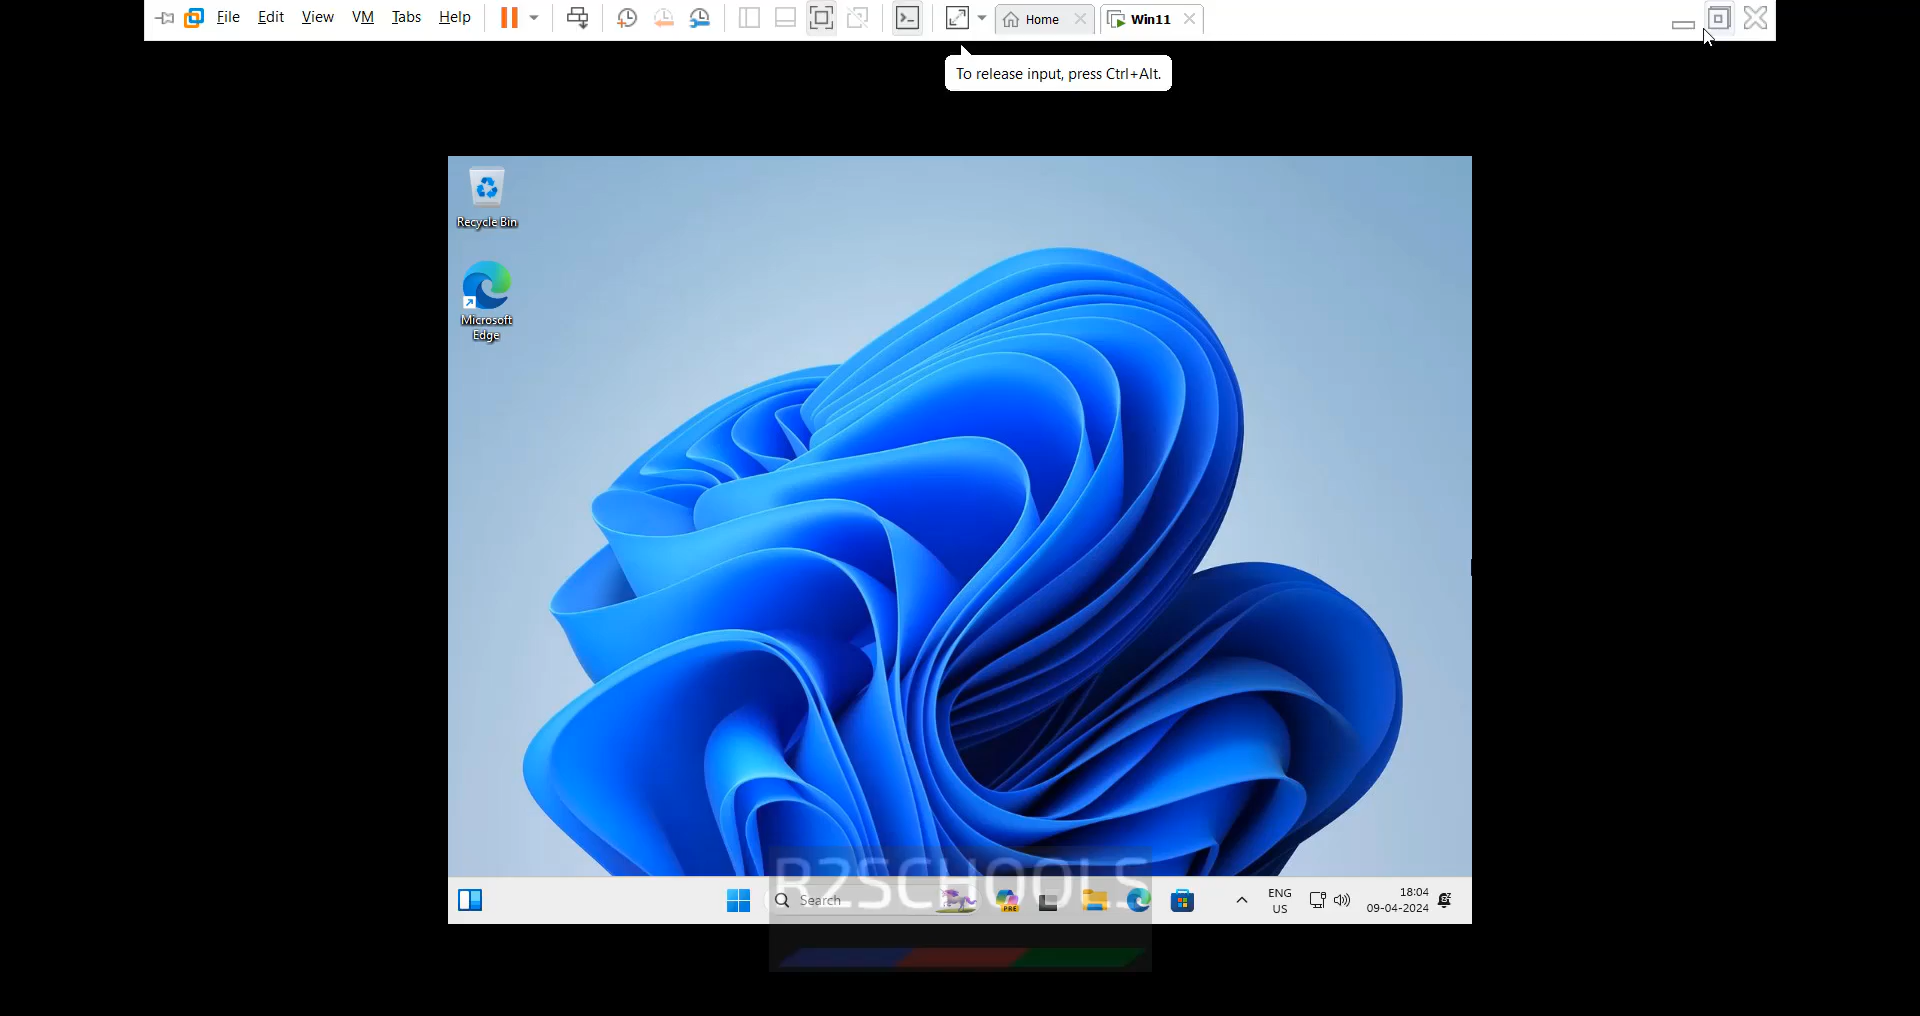 File Edit View VM Tabs Help Home Win11
To release input, press Ctrl+Alt.
Recycle Bin
Microsoft
Edge
R2SCHOOLS
Search
PRE
ENG
US
18:04
09-04-2024